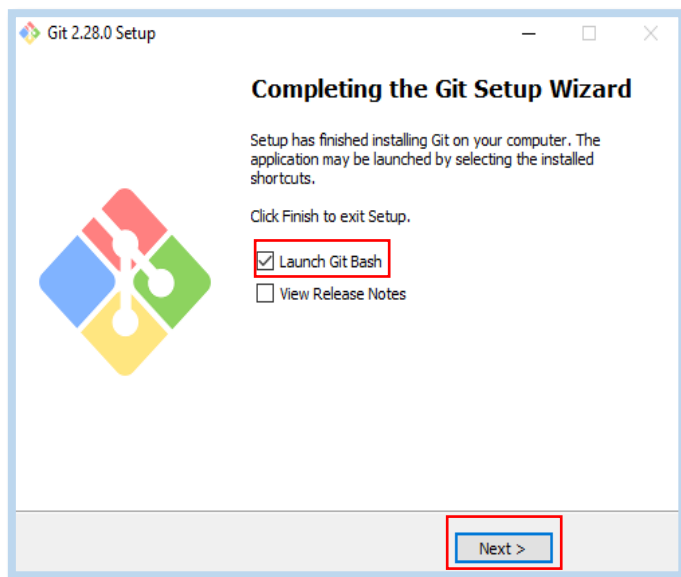 Git 2.28.0 Setup
Completing the Git Setup Wizard
Setup has finished installing Git on your computer. The
application may be launched by selecting the installed
shortcuts.
Click Finish to exit Setup.
Launch Git Bash
View Release Notes
Next >